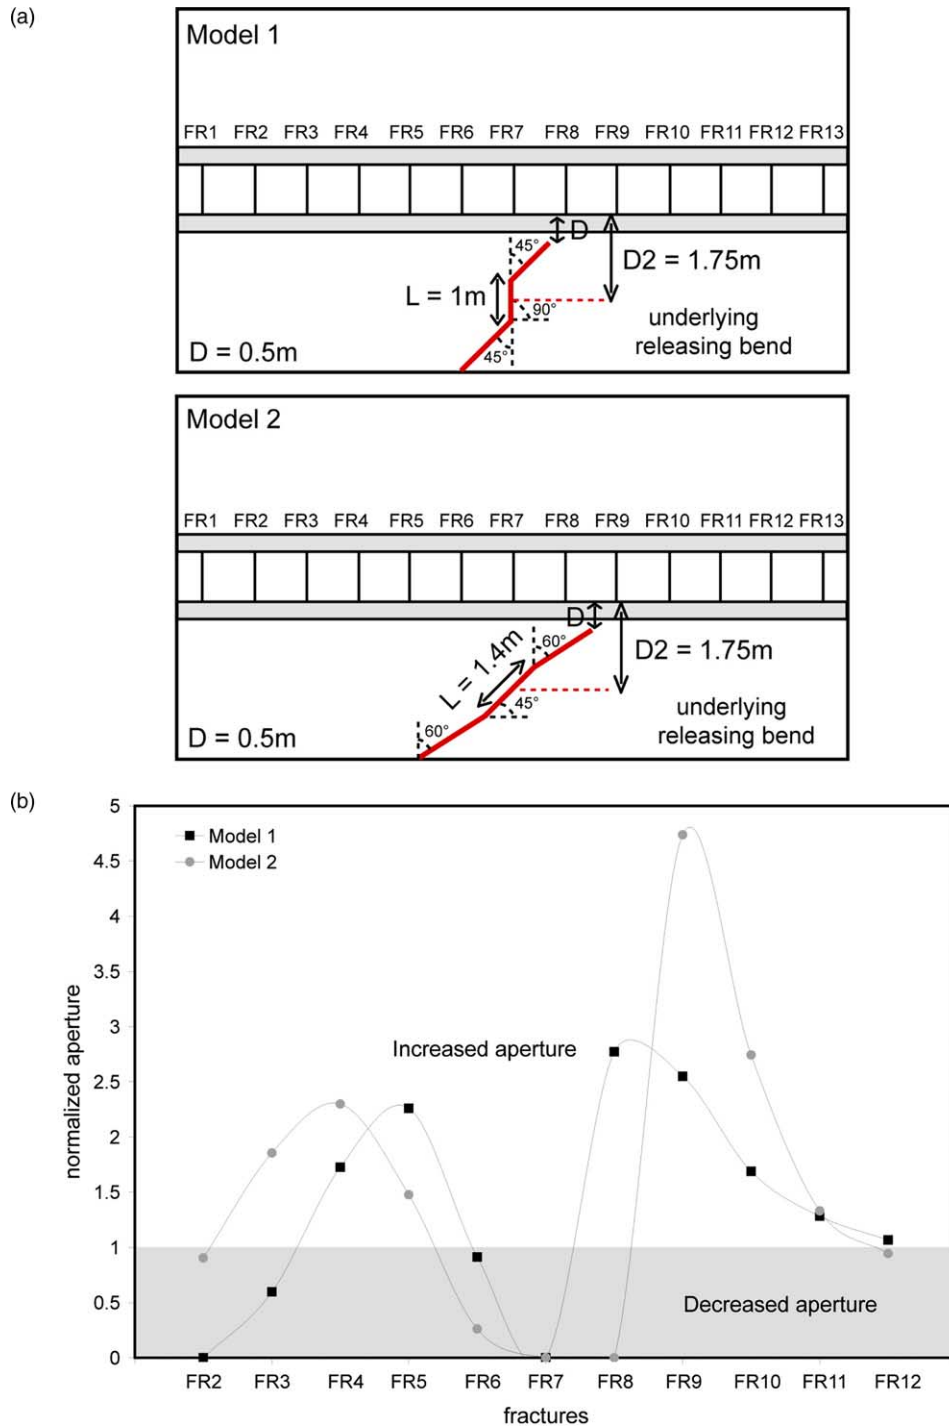 (a)
Model 1
FR1 FR2 FR3 FR4 FR5 FR6 FR7 FR8 FR9 FR10 FR11 FR12 FR13
D
45°
D2 = 1.75m
L = 1m
90°
underlying
releasing bend
D = 0.5m
45°
Model 2
FR1 FR2 FR3 FR4 FR5 FR6 FR7 FR8 FR9 FR10 FR11 FR12 FR13
D
60°
D2 = 1.75m
L = 1.4m
45°
underlying
releasing bend
60°
D = 0.5m
(b)
5
Model 1
Model 2
4.5
4
3.5
3
Increased aperture
2.5
2
1.5
1
0.5
Decreased aperture
0
normalized aperture
FR2 FR3 FR4 FR5 FR6 FR7 FR8 FR9 FR10 FR11 FR12
fractures